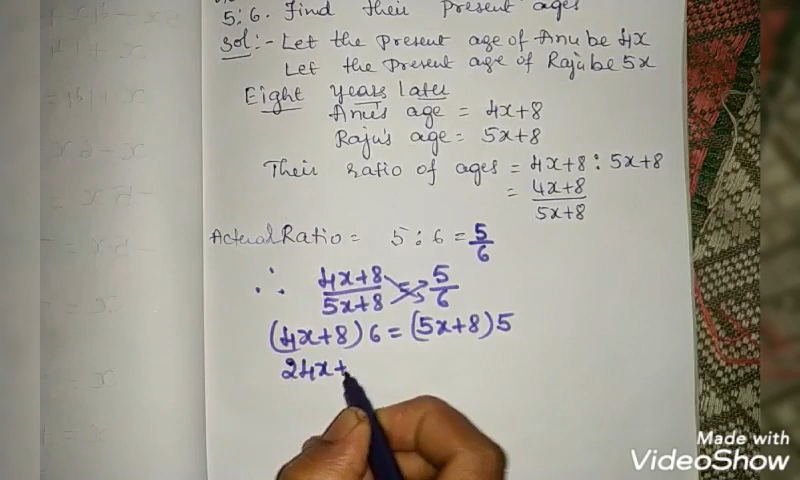 5:6. Find their present ages
Sol:- Let the present age of Anu be 4x
Let the present age of Raju be 5x
Eight years later
Anu's age = 4x+8
Raju's age = 5x+8
Their ratio of ages = 4x+8 : 5x+8
= 4x+8
5x+8
Actual Ratio = 5:6 = 5
6
∴ 4x+8 = 5
5x+8 6
(4x+8)6 = (5x+8)5
24x+
Made with
VideoShow